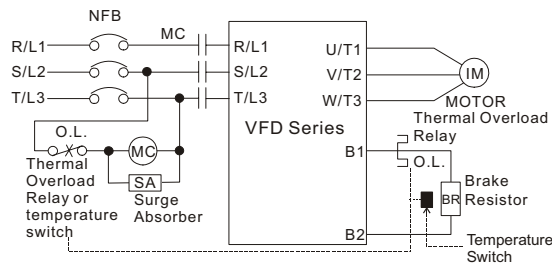 NFB
MC
R/L1
R/L1
U/T1
S/L2
S/L2
V/T2
IM
T/L3
T/L3
W/T3
MOTOR
VFD Series
Thermal Overload
Relay
O.L.
O.L.
MC
B1
Thermal
Overload
Relay or
temperature
switch
SA
Surge
Absorber
BR
Brake
Resistor
B2
Temperature
Switch